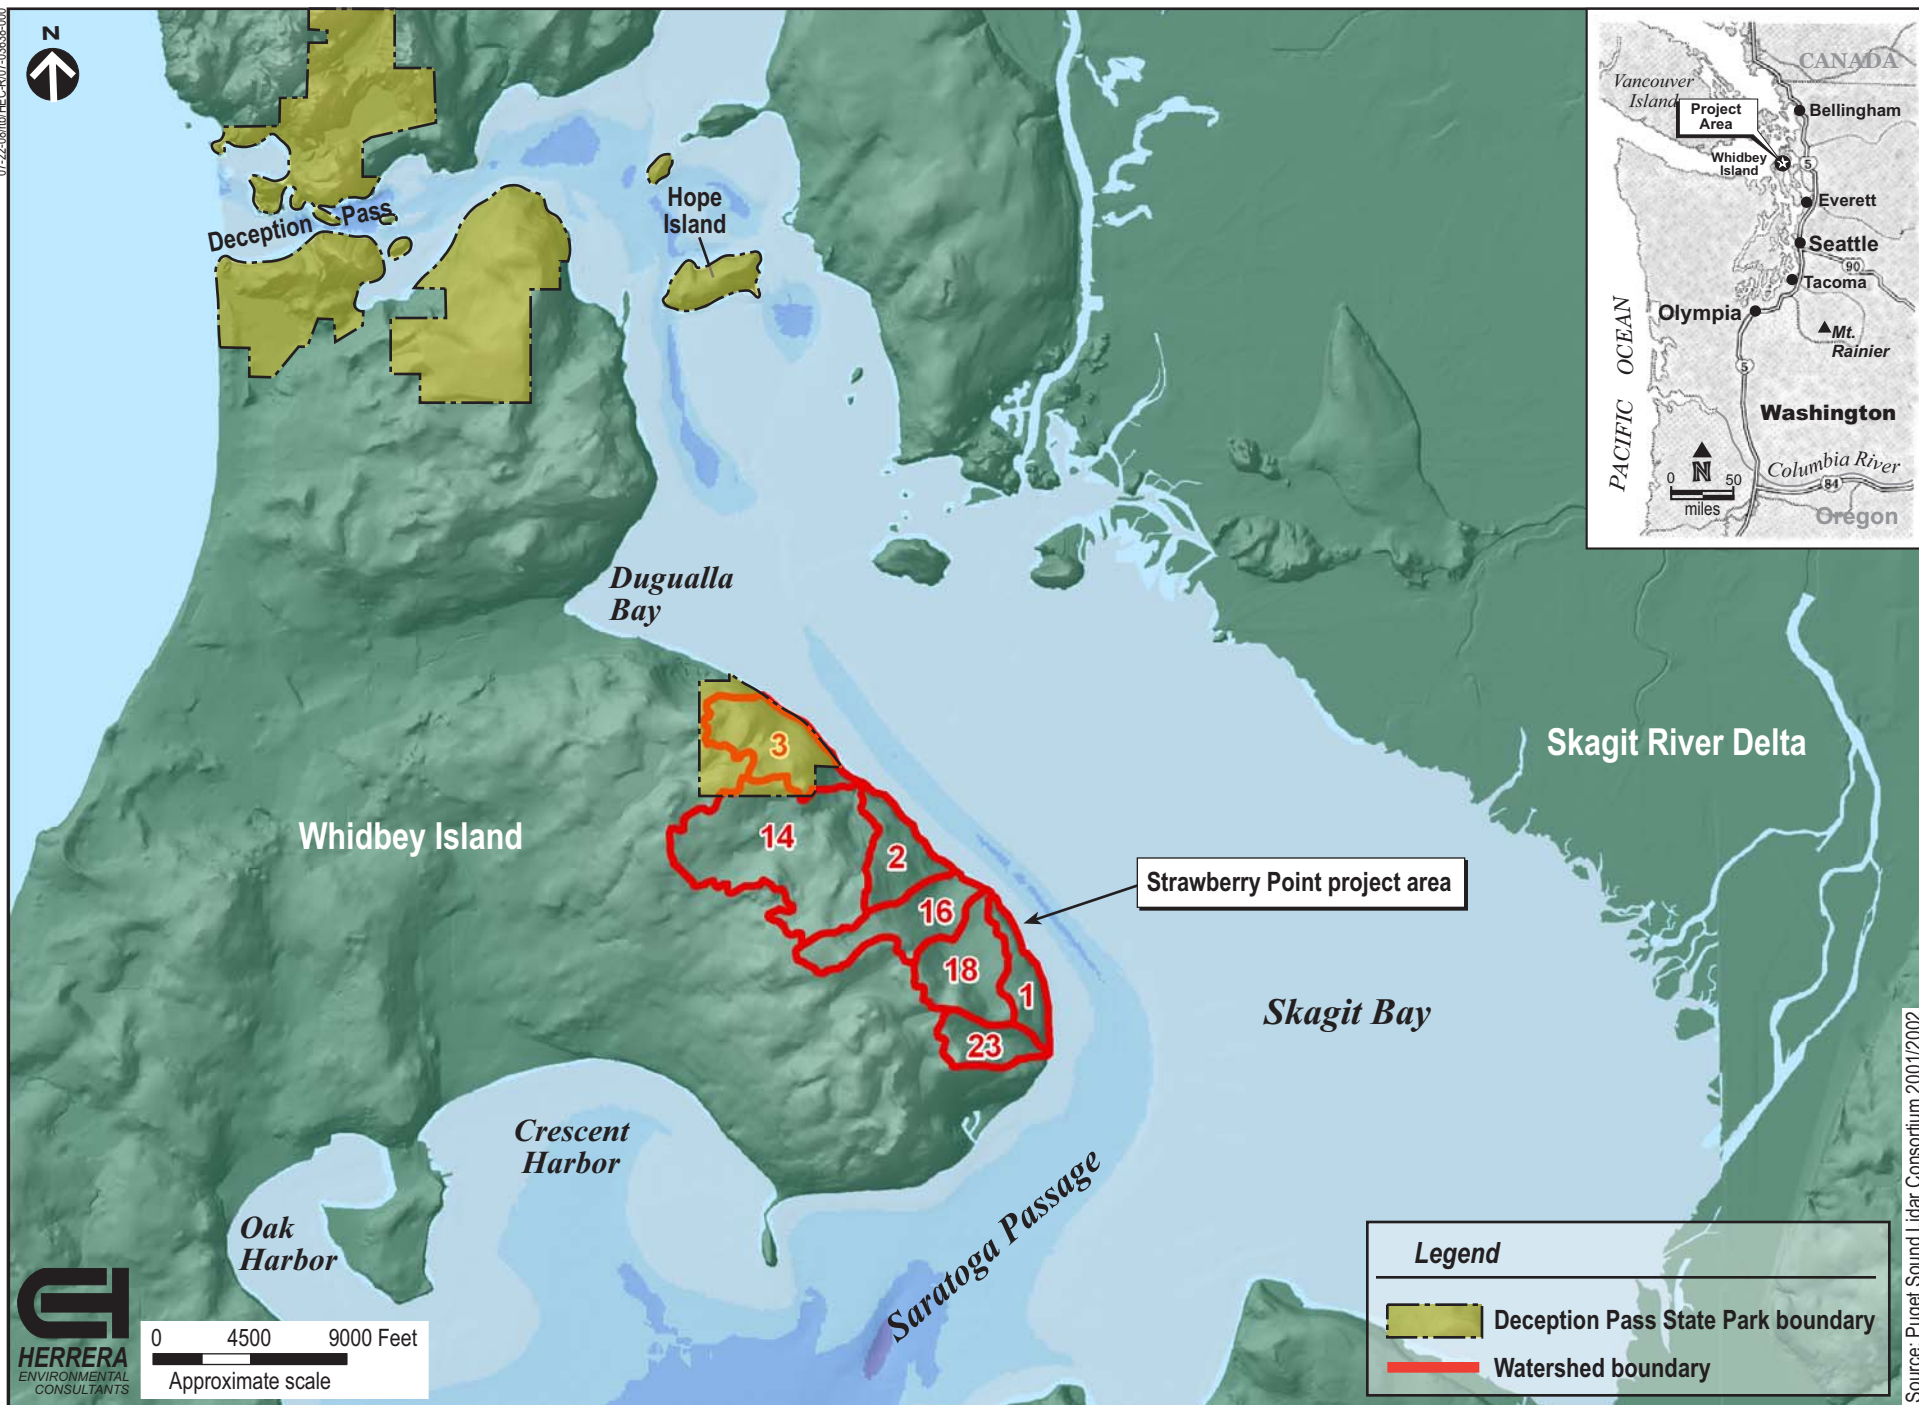 N
CANADA
Vancouver
Island
Project
Area
Bellingham
Whidbey
Island
5
Everett
Seattle
90
Tacoma
Olympia
Mt.
Rainier
PACIFIC OCEAN
5
Washington
N
0 50
miles
Columbia River
84
Oregon
Deception Pass
Hope
Island
Dugualla
Bay
3
Skagit River Delta
Whidbey Island
14
2
Strawberry Point project area
16
18
1
Skagit Bay
23
Crescent
Harbor
Saratoga Passage
Oak
Harbor
HERRERA
ENVIRONMENTAL
CONSULTANTS
0 4500 9000 Feet
Approximate scale
Legend
Deception Pass State Park boundary
Watershed boundary
Source: Puget Sound Lidar Consortium 2001/2002